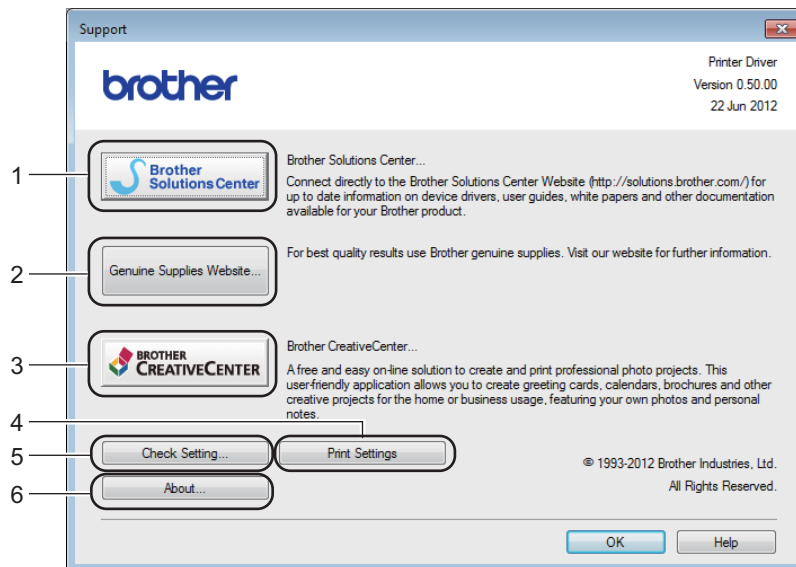 Support
brother
Printer Driver
Version 0.50.00
22 Jun 2012
1
Brother
Solutions Center
Brother Solutions Center...
Connect directly to the Brother Solutions Center Website (http://solutions.brother.com/) for
up to date information on device drivers, user guides, white papers and other documentation
available for your Brother product.
2
Genuine Supplies Website...
For best quality results use Brother genuine supplies. Visit our website for further information.
3
BROTHER
CREATIVECENTER
Brother CreativeCenter...
A free and easy on-line solution to create and print professional photo projects. This
user-friendly application allows you to create greeting cards, calendars, brochures and other
creative projects for the home or business usage, featuring your own photos and personal
notes.
4
5
Check Setting...
Print Settings
© 1993-2012 Brother Industries, Ltd.
All Rights Reserved.
6
About...
OK
Help